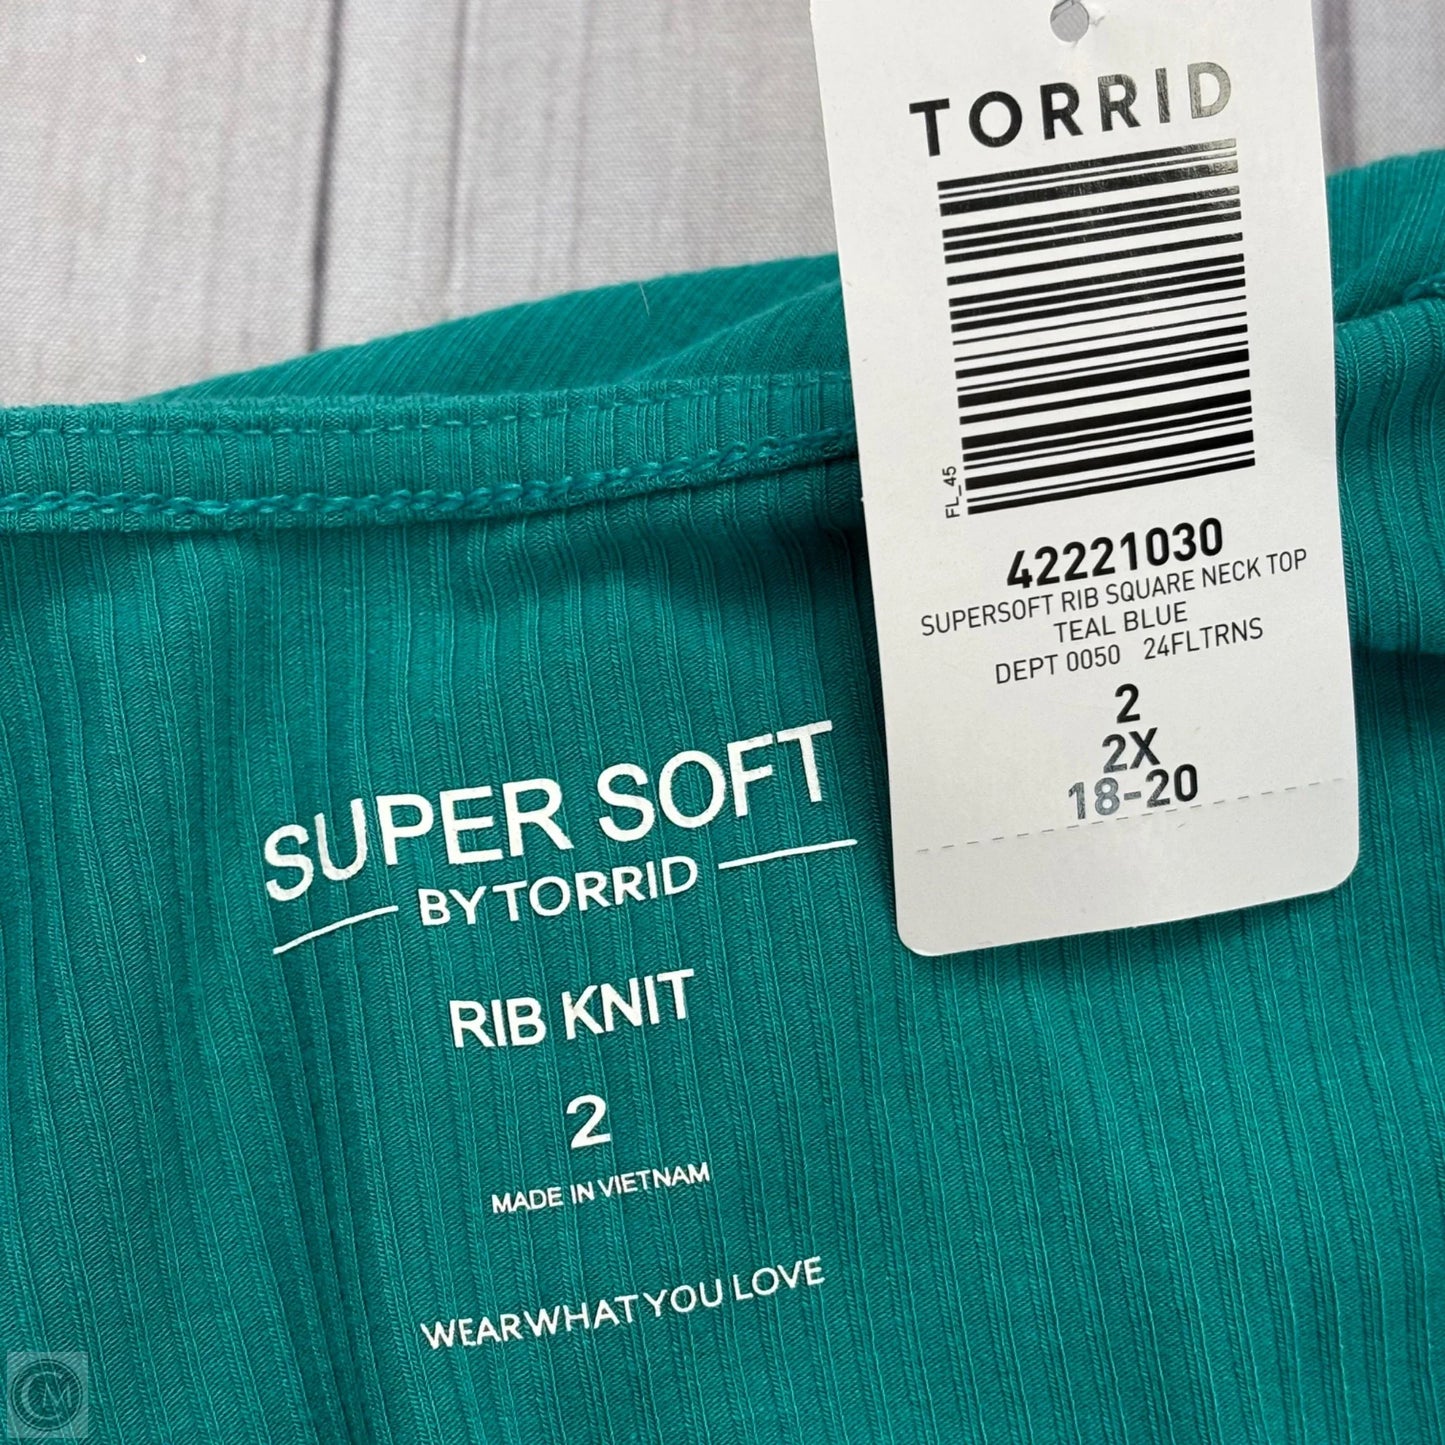 TORRID
FL_45
42221030
SUPERSOFT RIB SQUARE NECK TOP
TEAL BLUE
DEPT 0050 24FLTRNS
2
2X
18-20
SUPER SOFT
BY TORRID
RIB KNIT
2
MADE IN VIETNAM
WEAR WHAT YOU LOVE
CM